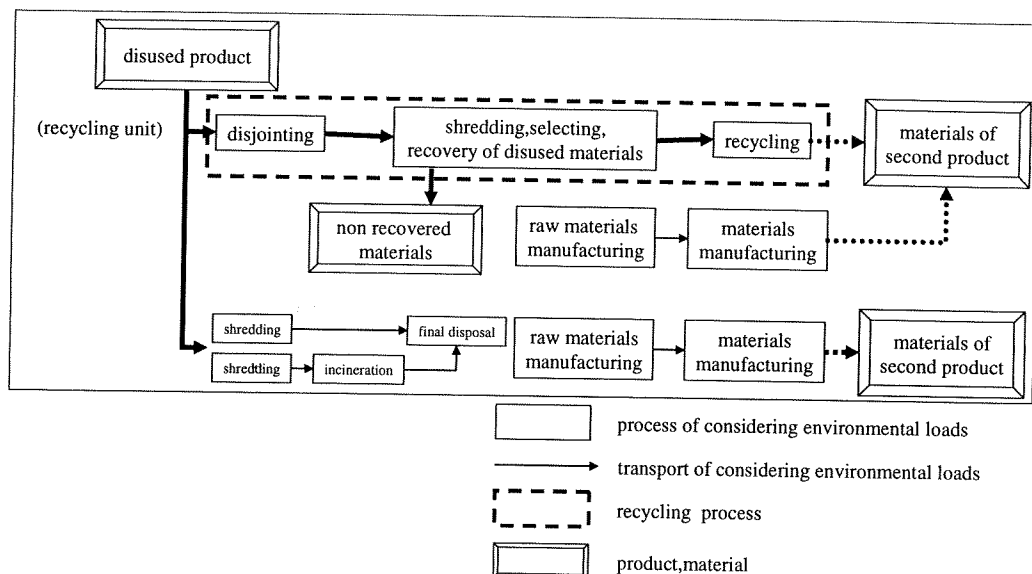 disused product
(recycling unit)
disjointing
shredding,selecting,
recovery of disused materials
recycling
materials of
second product
non recovered
materials
raw materials
manufacturing
materials
manufacturing
shredding
final disposal
shredding
incineration
raw materials
manufacturing
materials
manufacturing
materials of
second product
process of considering environmental loads
transport of considering environmental loads
recycling process
product,material